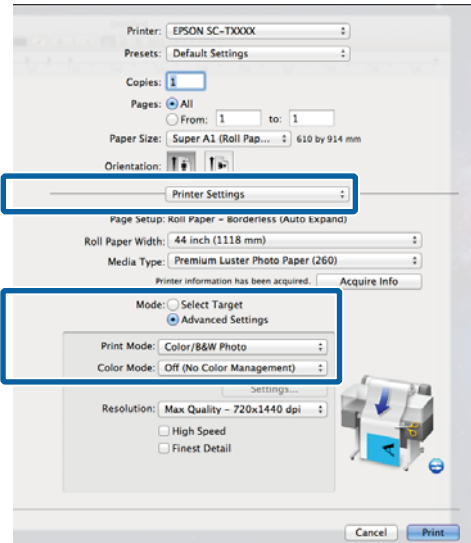 Printer: EPSON SC-TXXXX
Presets: Default Settings
Copies: 1
Pages: All
From: 1 to: 1
Paper Size: Super A1 (Roll Pap... 610 by 914 mm
Orientation:
Printer Settings
Page Setup: Roll Paper - Borderless (Auto Expand)
Roll Paper Width: 44 inch (1118 mm)
Media Type: Premium Luster Photo Paper (260)
Printer information has been acquired. Acquire Info
Mode: Select Target
Advanced Settings
Print Mode: Color/B&W Photo
Color Mode: Off (No Color Management)
Settings...
Resolution: Max Quality - 720x1440 dpi
High Speed
Finest Detail
Cancel Print